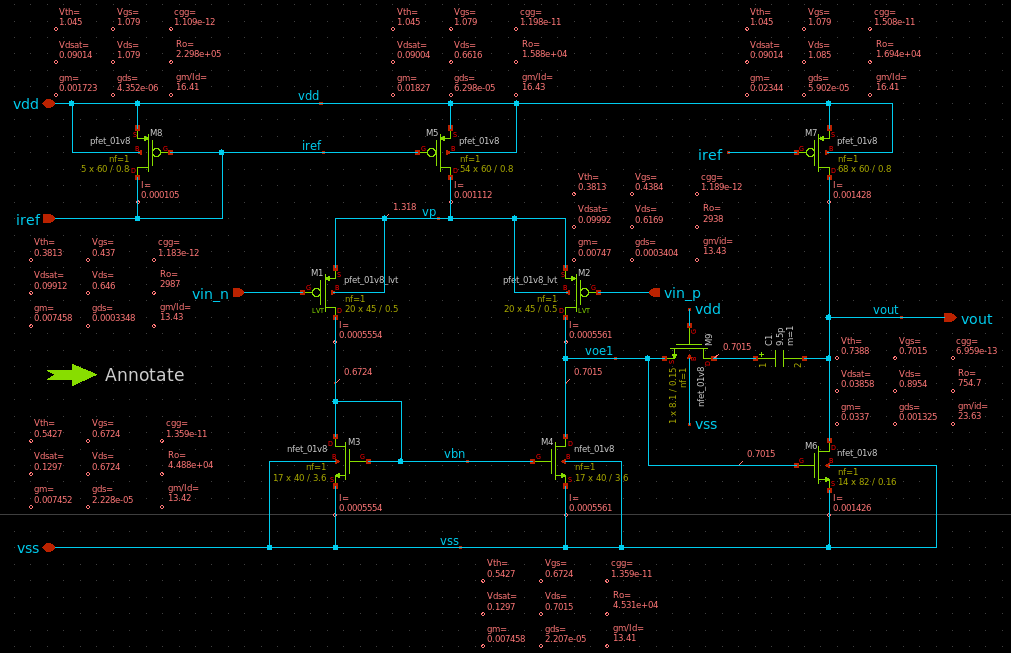 Vth=
1.045
Vgs=
1.079
cgg=
1.109e-12
Vdsat=
0.09014
Vds=
1.079
Ro=
2.298e+05
gm=
0.001723
gds=
4.352e-06
gm/Id=
16.41
Vth=
1.045
Vgs=
1.079
cgg=
1.198e-11
Vdsat=
0.09004
Vds=
0.6616
Ro=
1.588e+04
gm=
0.01827
gds=
6.298e-05
gm/Id=
16.43
Vth=
1.045
Vgs=
1.079
cgg=
1.508e-11
Vdsat=
0.09014
Vds=
1.085
Ro=
1.694e+04
gm=
0.02344
gds=
5.902e-05
gm/Id=
16.41
vdd
vdd
M8
pfet_01v8
nf=1
5 x 60 / 0.8
I=
0.000105
iref
M5
pfet_01v8
nf=1
54 x 60 / 0.8
I=
0.001112
iref
M7
pfet_01v8
nf=1
68 x 60 / 0.8
I=
0.001428
iref
vp
1.318
Vth=
0.3813
Vgs=
0.4384
cgg=
1.189e-12
Vdsat=
0.09992
Vds=
0.6169
Ro=
2938
gm=
0.00747
gds=
0.0003404
gm/id=
13.43
Vth=
0.3813
Vgs=
0.437
cgg=
1.183e-12
Vdsat=
0.09912
Vds=
0.646
Ro=
2987
gm=
0.007458
gds=
0.0003348
gm/Id=
13.43
vin_n
M1
pfet_01v8_lvt
nf=1
20 x 45 / 0.5
LVT
I=
0.0005554
0.6724
M2
pfet_01v8_lvt
nf=1
20 x 45 / 0.5
LVT
vin_p
I=
0.0005561
voe1
0.7015
vdd
M9
nfet_01v8
nf=1
1 x 8.1 / 0.15
vss
0.7015
C1
9.5p
m=1
1
2
vout
vout
Vth=
0.7388
Vgs=
0.7015
cgg=
6.959e-13
Vdsat=
0.03858
Vds=
0.8954
Ro=
754.7
gm=
0.0337
gds=
0.001325
gm/id=
23.63
Annotate
Vth=
0.5427
Vgs=
0.6724
cgg=
1.359e-11
Vdsat=
0.1297
Vds=
0.6724
Ro=
4.488e+04
gm=
0.007452
gds=
2.228e-05
gm/Id=
13.42
nfet_01v8
M3
nf=1
17 x 40 / 3.6
I=
0.0005554
vbn
M4
nfet_01v8
nf=1
17 x 40 / 3.6
I=
0.0005561
0.7015
M6
nfet_01v8
nf=1
14 x 82 / 0.16
I=
0.001426
vss
vss
Vth=
0.5427
Vgs=
0.6724
cgg=
1.359e-11
Vdsat=
0.1297
Vds=
0.7015
Ro=
4.531e+04
gm=
0.007458
gds=
2.207e-05
gm/Id=
13.41